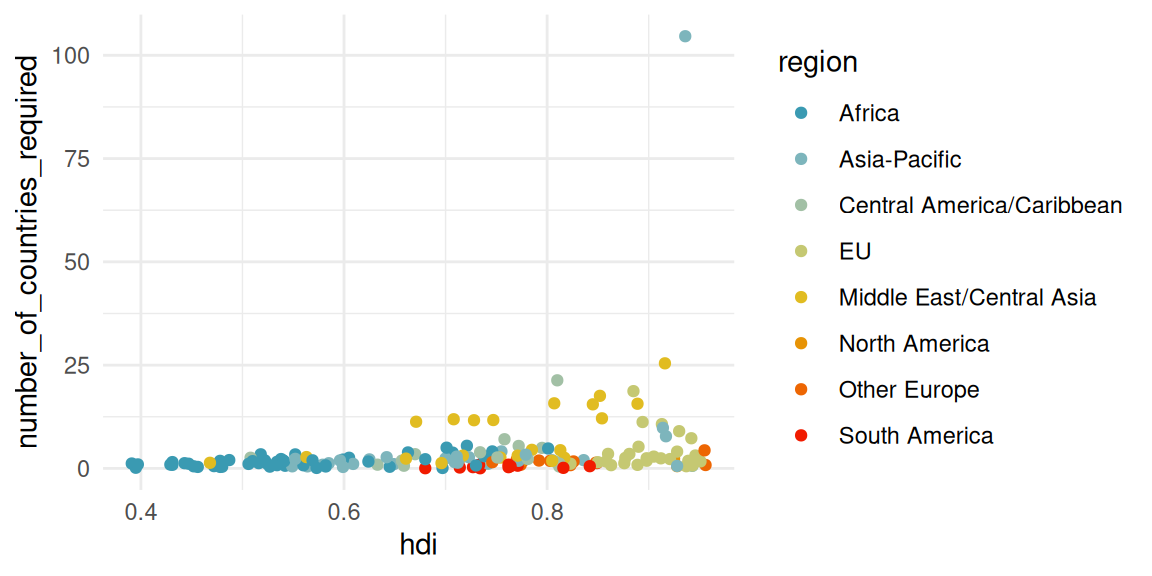 number_of_countries_required
100
75
50
25
0
0.4 0.6 0.8
hdi
region
Africa
Asia-Pacific
Central America/Caribbean
EU
Middle East/Central Asia
North America
Other Europe
South America